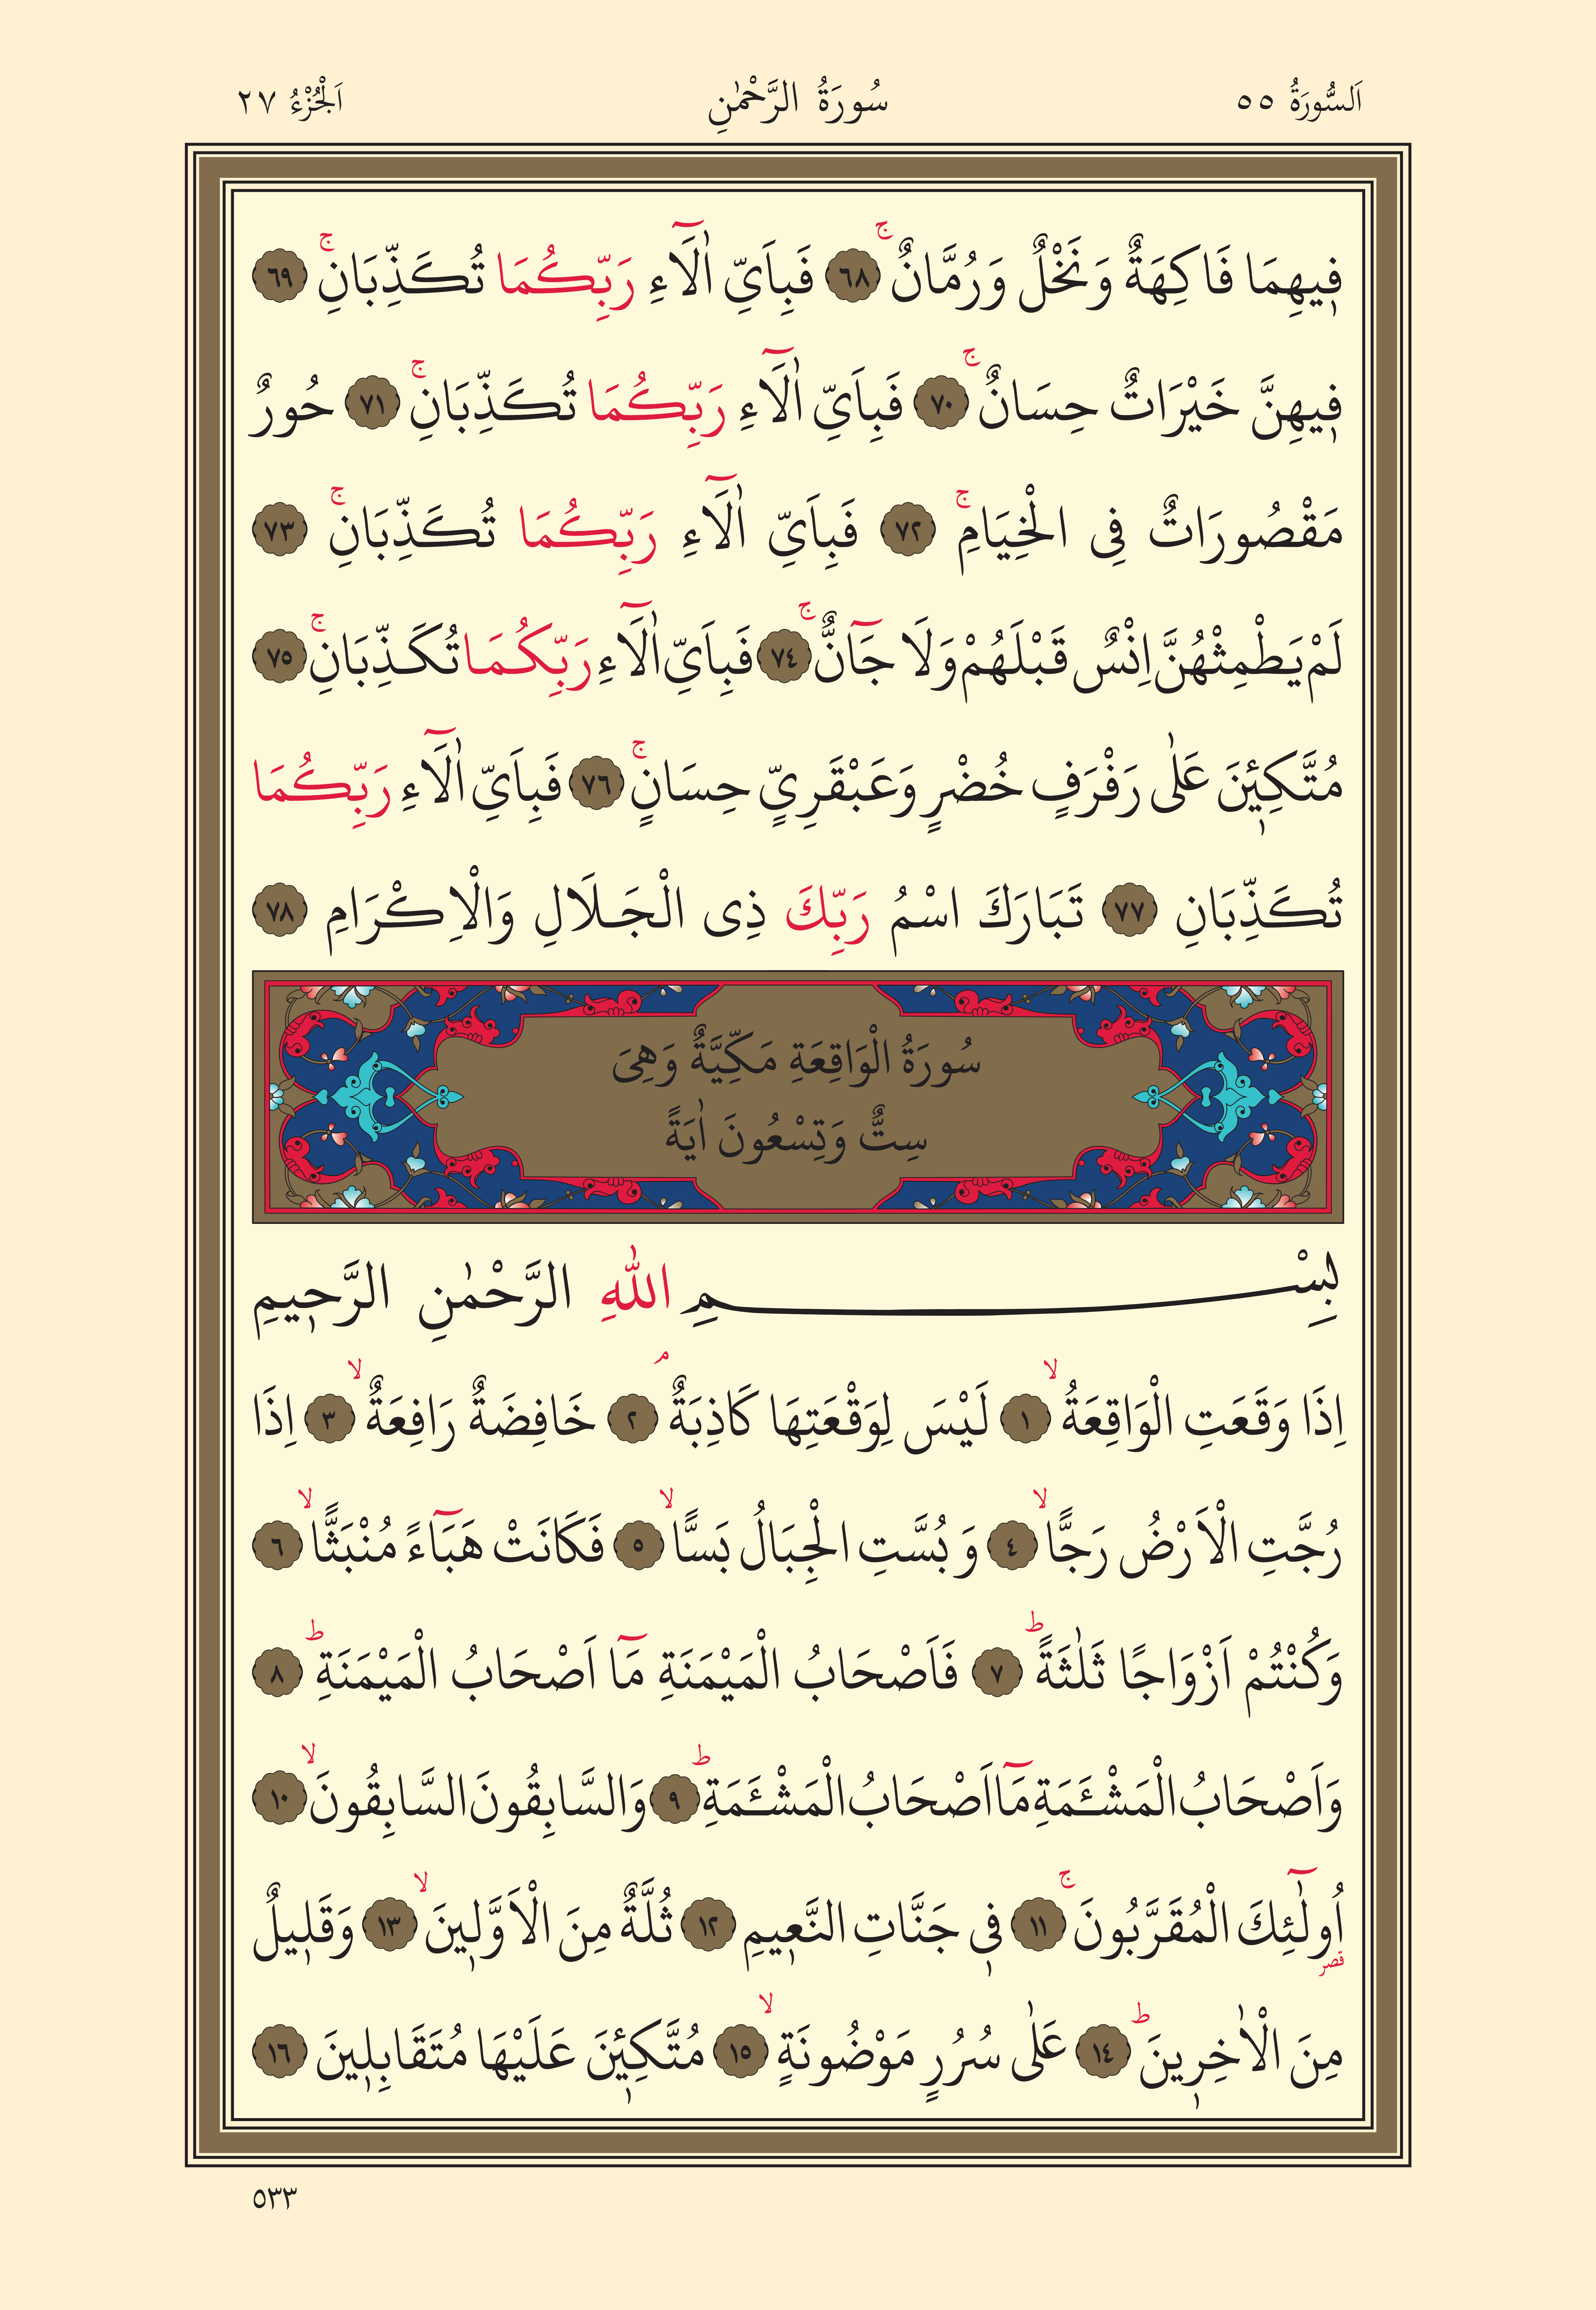 اَلسُّورَةُ ٥٥ سُورَةُ الرَّحْمٰنِ اَلْجُزْءُ ٢٧
ف۪يهِمَا فَاكِهَةٌ وَنَخْلٌ وَرُمَّانٌۚ ٦٨ فَبِاَيِّ اٰلَٓاءِ رَبِّكُمَا تُكَذِّبَانِۚ ٦٩
ف۪يهِنَّ خَيْرَاتٌ حِسَانٌۚ ٧٠ فَبِاَيِّ اٰلَٓاءِ رَبِّكُمَا تُكَذِّبَانِۚ ٧١ حُورٌ
مَقْصُورَاتٌ فِى الْخِيَامِۚ ٧٢ فَبِاَيِّ اٰلَٓاءِ رَبِّكُمَا تُكَذِّبَانِۚ ٧٣
لَمْ يَطْمِثْهُنَّ اِنْسٌ قَبْلَهُمْ وَلَا جَٓانٌّۚ ٧٤ فَبِاَيِّ اٰلَٓاءِ رَبِّكُمَا تُكَذِّبَانِۚ ٧٥
مُتَّكِـ۪ٔينَ عَلٰى رَفْرَفٍ خُضْرٍ وَعَبْقَرِيٍّ حِسَانٍۚ ٧٦ فَبِاَيِّ اٰلَٓاءِ رَبِّكُمَا
تُكَذِّبَانِ ٧٧ تَبَارَكَ اسْمُ رَبِّكَ ذِى الْجَلَالِ وَالْاِكْرَامِ ٧٨
سُورَةُ الْوَاقِعَةِ مَكِّيَّةٌ وَهِىَ
سِتٌّ وَتِسْعُونَ اٰيَةً
بِسْمِ اللّٰهِ الرَّحْمٰنِ الرَّح۪يمِ
اِذَا وَقَعَتِ الْوَاقِعَةُۙ ١ لَيْسَ لِوَقْعَتِهَا كَاذِبَةٌۢ ٢ خَافِضَةٌ رَافِعَةٌۙ ٣ اِذَا
رُجَّتِ الْاَرْضُ رَجًّاۙ ٤ وَبُسَّتِ الْجِبَالُ بَسًّاۙ ٥ فَكَانَتْ هَبَٓاءً مُنْبَثًّاۙ ٦
وَكُنْتُمْ اَزْوَاجًا ثَلٰثَةًۜ ٧ فَاَصْحَابُ الْمَيْمَنَةِ مَٓا اَصْحَابُ الْمَيْمَنَةِۜ ٨
وَاَصْحَابُ الْمَشْـَٔمَةِ مَٓا اَصْحَابُ الْمَشْـَٔمَةِۜ ٩ وَالسَّابِقُونَ السَّابِقُونَۙ ١٠
اُو۬لٰٓئِكَ الْمُقَرَّبُونَۚ ١١ ف۪ي جَنَّاتِ النَّع۪يمِ ١٢ ثُلَّةٌ مِنَ الْاَوَّل۪ينَۙ ١٣ وَقَل۪يلٌ
قصر
مِنَ الْاٰخِر۪ينَۜ ١٤ عَلٰى سُرُرٍ مَوْضُونَةٍۙ ١٥ مُتَّكِـ۪ٔينَ عَلَيْهَا مُتَقَابِل۪ينَ ١٦
٥٣٣